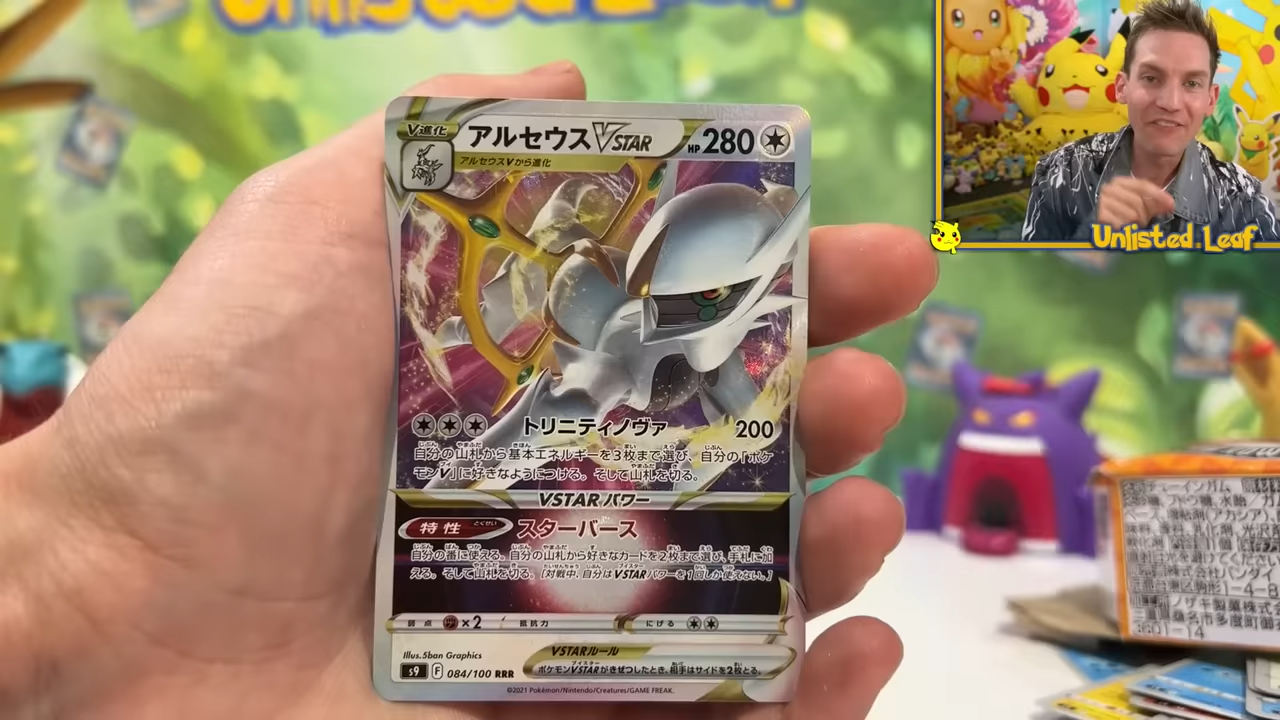 Unlisted Leaf
V進化
アルセウスVSTAR
HP 280
アルセウスVから進化
トリニティノヴァ 200
自分の山札から基本エネルギーを3枚まで選び、自分の「ポケ
モンV」に好きなようにつける。そして山札を切る。
VSTARパワー
特性 スターバース
自分の番に使える。自分の山札から好きなカードを2枚まで選び、手札に加
える。そして山札を切る。[対戦中、自分はVSTARパワーを1回しか使えない。]
弱点 ×2 抵抗力 にげる
Illus.5ban Graphics
VSTARルール
ポケモンVSTARがきぜつしたとき、相手はサイドを2枚とる。
S9 F 084/100 RRR
©2021 Pokémon/Nintendo/Creatures/GAME FREAK.